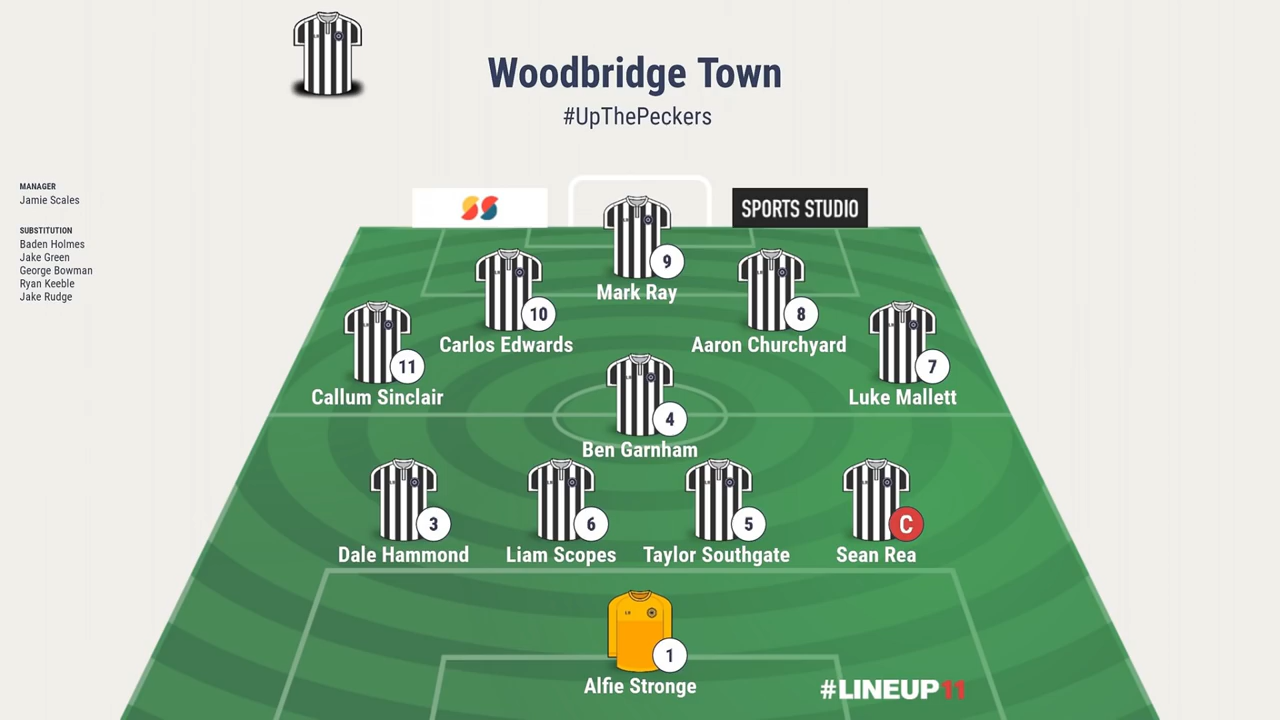 Woodbridge Town
#UpThePeckers
MANAGER
Jamie Scales
SUBSTITUTION
Baden Holmes
Jake Green
George Bowman
Ryan Keeble
Jake Rudge
SPORTS STUDIO
9
Mark Ray
10
Carlos Edwards
8
Aaron Churchyard
11
Callum Sinclair
7
Luke Mallett
4
Ben Garnham
3
Dale Hammond
6
Liam Scopes
5
Taylor Southgate
C
Sean Rea
1
Alfie Stronge
#LINEUP11